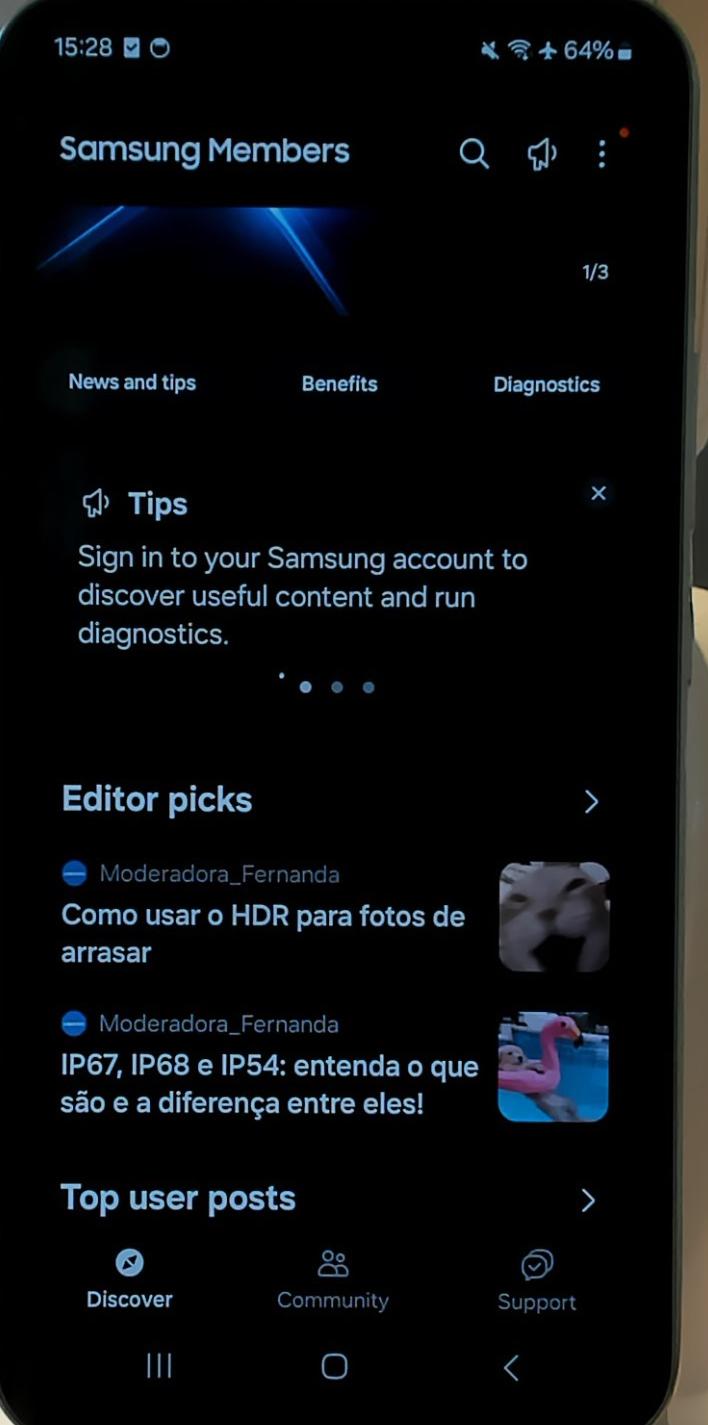 15:28
64%
Samsung Members
1/3
News and tips
Benefits
Diagnostics
Tips
Sign in to your Samsung account to
discover useful content and run
diagnostics.
Editor picks
Moderadora_Fernanda
Como usar o HDR para fotos de
arrasar
Moderadora_Fernanda
IP67, IP68 e IP54: entenda o que
são e a diferença entre eles!
Top user posts
Discover
Community
Support